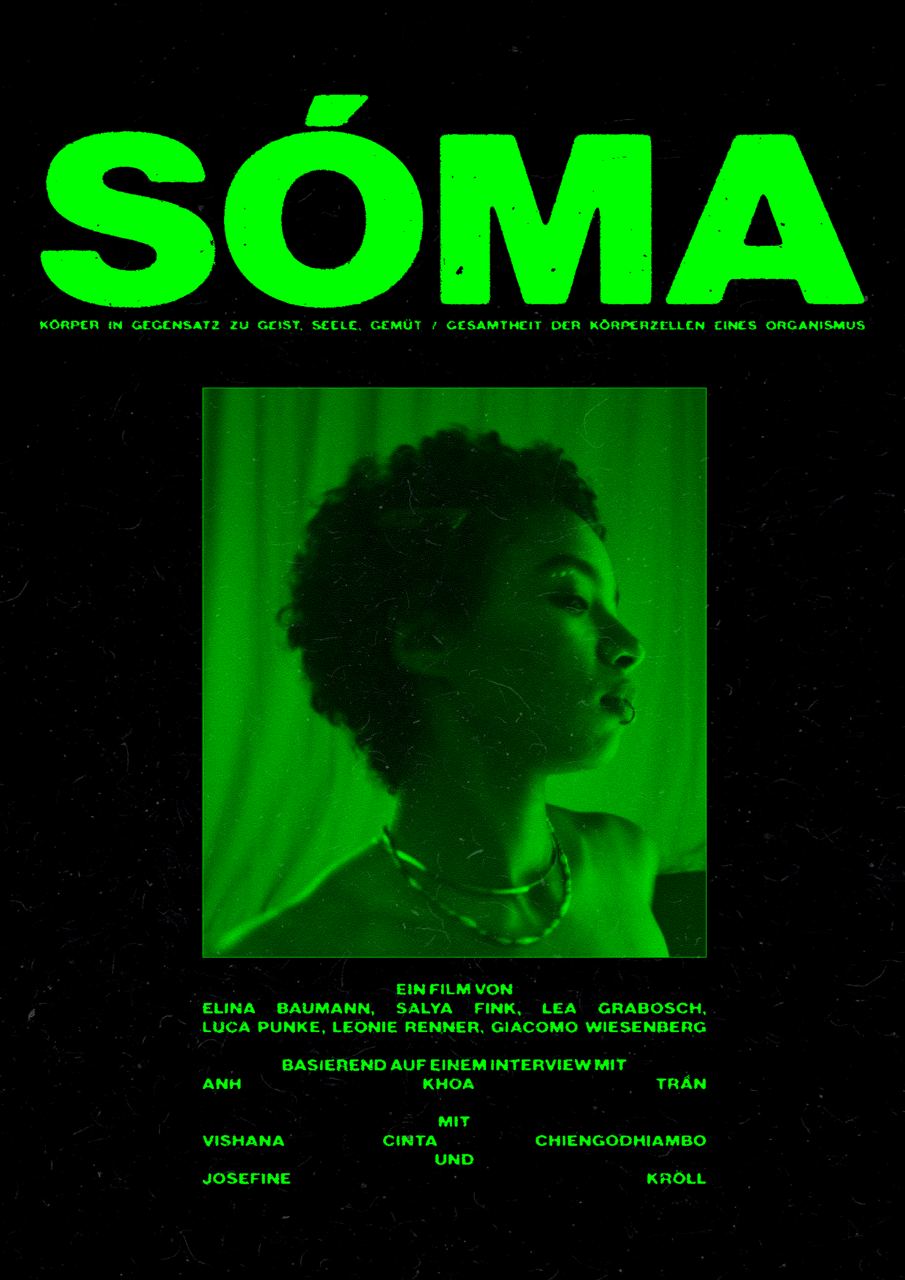 SÓMA
KÖRPER IN GEGENSATZ ZU GEIST, SEELE, GEMÜT / GESAMTHEIT DER KÖRPERZELLEN EINES ORGANISMUS
EIN FILM VON
ELINA BAUMANN, SALYA FINK, LEA GRABOSCH,
LUCA PUNKE, LEONIE RENNER, GIACOMO WIESENBERG
BASIEREND AUF EINEM INTERVIEW MIT
ANH KHOA TRẦN
MIT
VISHANA CINTA CHIENGODHIAMBO
UND
JOSEFINE KRÖLL